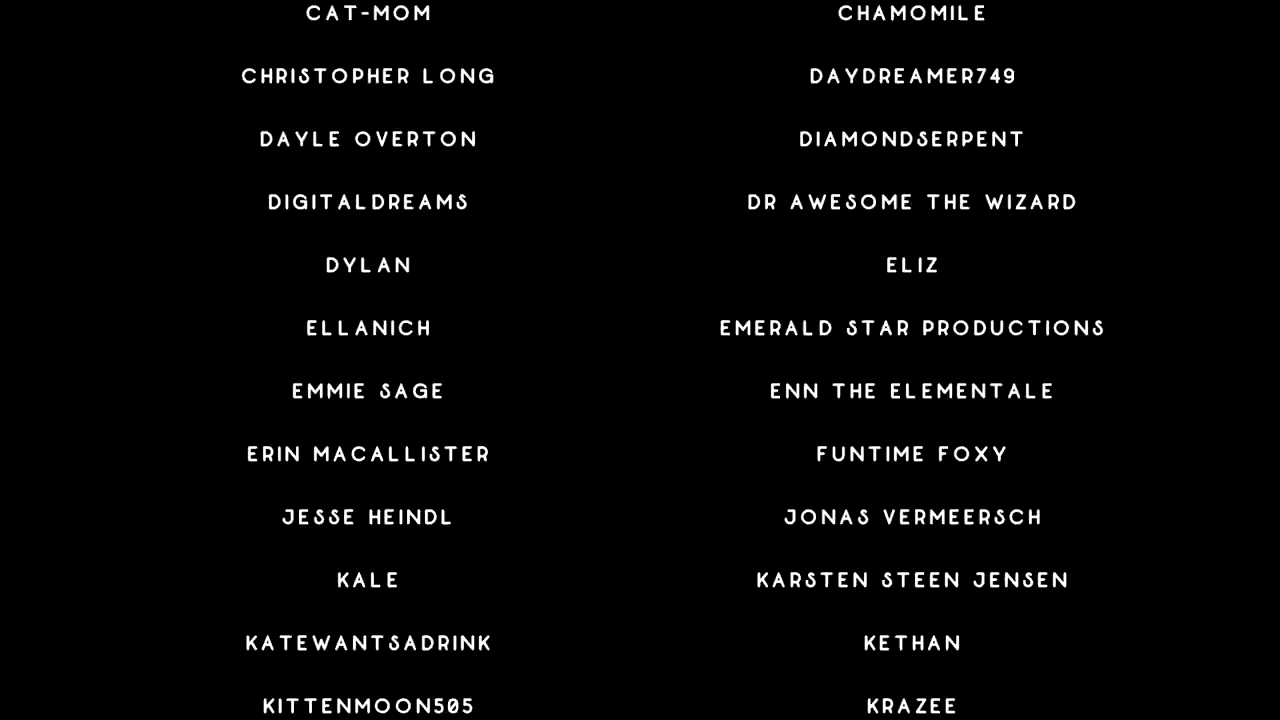 CAT-MOM
CHAMOMILE
CHRISTOPHER LONG
DAYDREAMER749
DAYLE OVERTON
DIAMONDSERPENT
DIGITALDREAMS
DR AWESOME THE WIZARD
DYLAN
ELIZ
ELLANICH
EMERALD STAR PRODUCTIONS
EMMIE SAGE
ENN THE ELEMENTALE
ERIN MACALLISTER
FUNTIME FOXY
JESSE HEINDL
JONAS VERMEERSCH
KALE
KARSTEN STEEN JENSEN
KATEWANTSADRINK
KETHAN
KITTENMOON505
KRAZEE